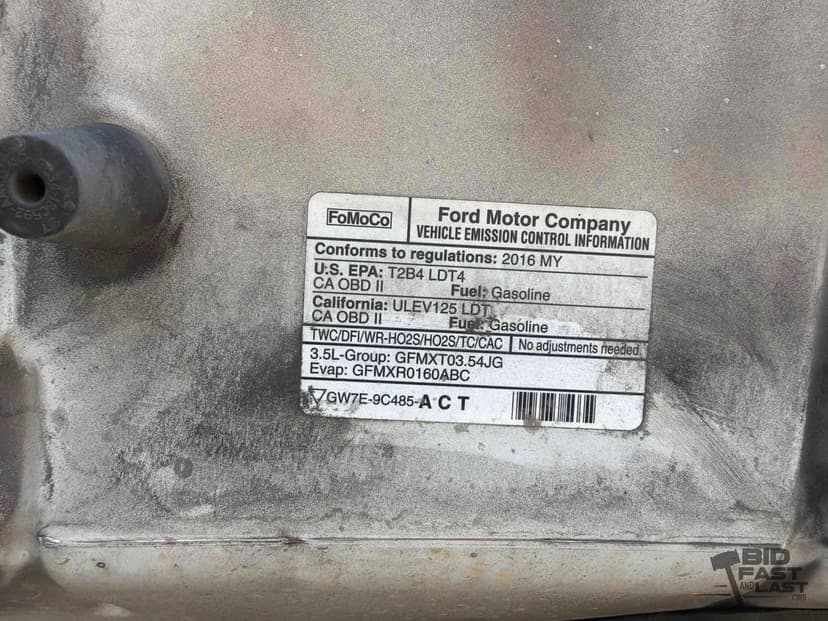 FoMoCo
Ford Motor Company
VEHICLE EMISSION CONTROL INFORMATION
Conforms to regulations: 2016 MY
U.S. EPA: T2B4 LDT4
CA OBD II Fuel: Gasoline
California: ULEV125 LDT
CA OBD II Fuel: Gasoline
TWC/DFI/WR-HO2S/HO2S/TC/CAC No adjustments needed.
3.5L-Group: GFMXT03.54JG
Evap: GFMXR0160ABC
GW7E-9C485-A C T
BID
FAST
AND
LAST
.com